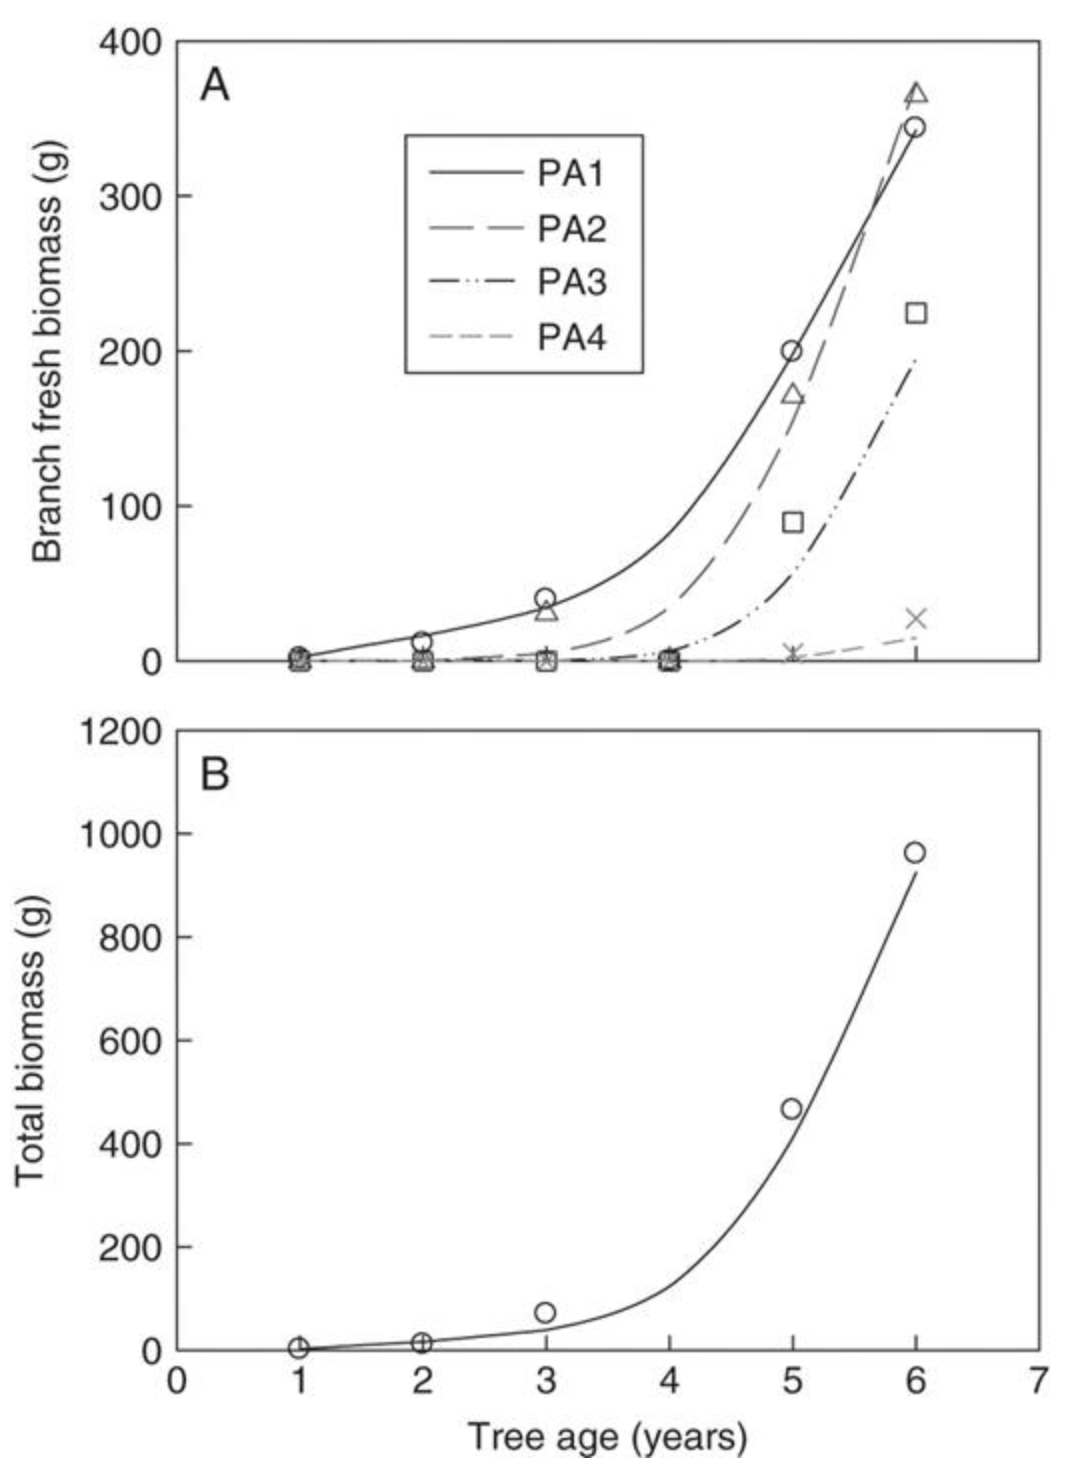 400
A
300
200
100
0
Branch fresh biomass (g)
PA1
PA2
PA3
PA4
1200
B
1000
800
600
400
200
0
Total biomass (g)
0 1 2 3 4 5 6 7
Tree age (years)